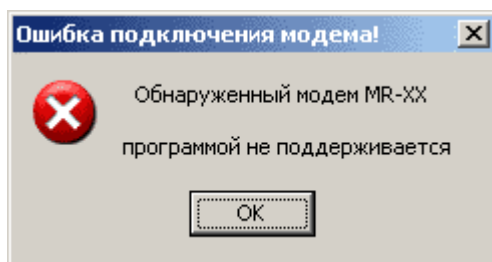 Ошибка подключения модема!
Обнаруженный модем MR-XX
программой не поддерживается
OK